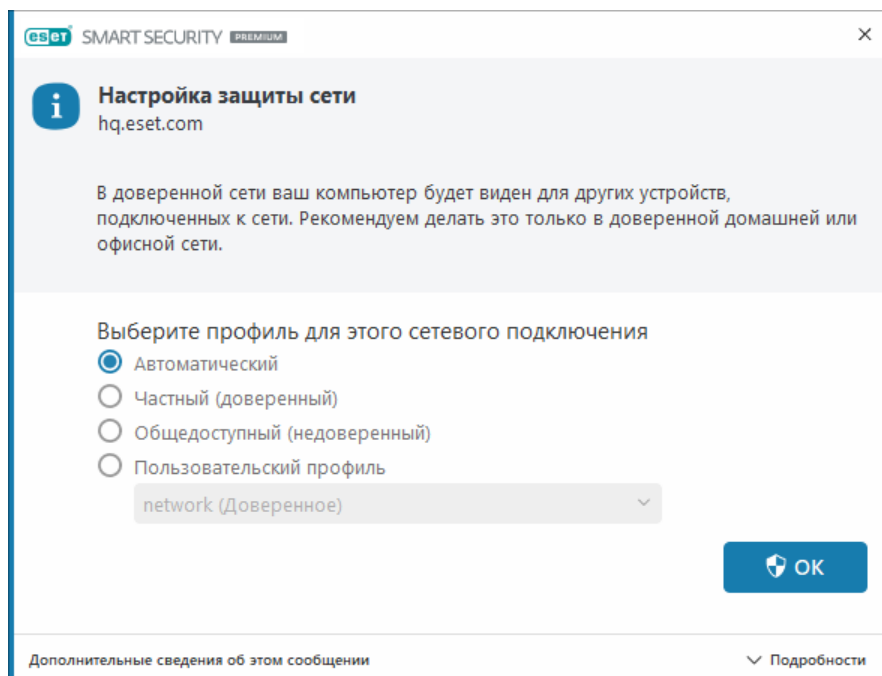 eset SMART SECURITY PREMIUM
Настройка защиты сети
hq.eset.com
В доверенной сети ваш компьютер будет виден для других устройств,
подключенных к сети. Рекомендуем делать это только в доверенной домашней или
офисной сети.
Выберите профиль для этого сетевого подключения
Автоматический
Частный (доверенный)
Общедоступный (недоверенный)
Пользовательский профиль
network (Доверенное)
OK
Дополнительные сведения об этом сообщении
Подробности